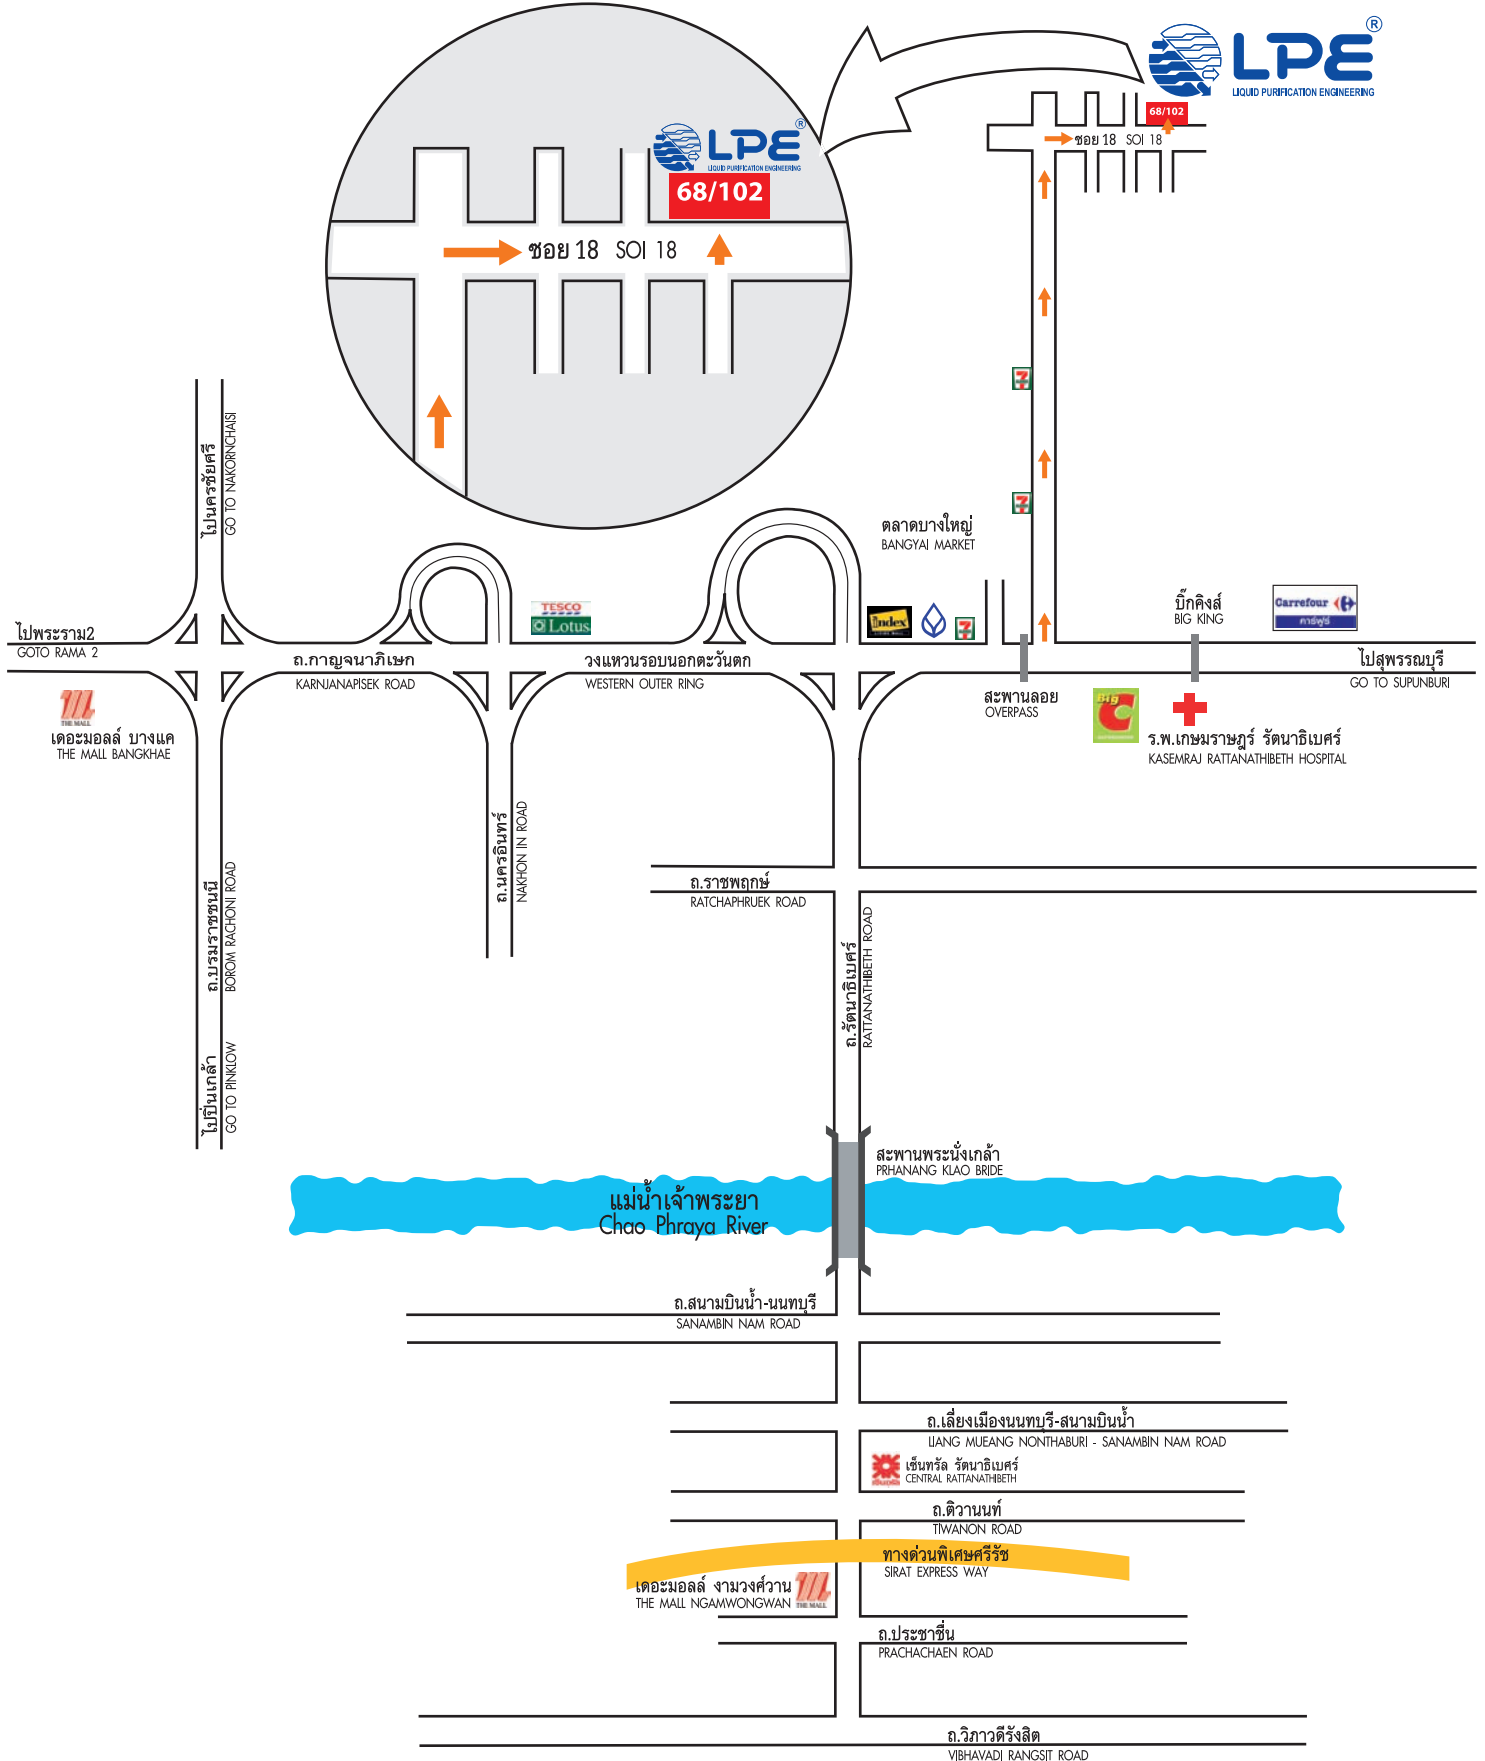 LPE ®
LIQUID PURIFICATION ENGINEERING
68/102
ซอย 18 SOI 18
LPE ®
LIQUID PURIFICATION ENGINEERING
68/102
ซอย 18 SOI 18
ไปนครชัยศรี
GO TO NAKORNCHAISI
ตลาดบางใหญ่
BANGYAI MARKET
TESCO
Lotus
Index
7
7
7
บิ๊กคิงส์
BIG KING
Carrefour
คาร์ฟูร์
ไปพระราม2
GOTO RAMA 2
ถ.กาญจนาภิเษก
KARNJANAPISEK ROAD
วงแหวนรอบนอกตะวันตก
WESTERN OUTER RING
ไปสุพรรณบุรี
GO TO SUPUNBURI
สะพานลอย
OVERPASS
Big
C
THE MALL
เดอะมอลล์ บางแค
THE MALL BANGKHAE
ร.พ.เกษมราษฎร์ รัตนาธิเบศร์
KASEMRAJ RATTANATHIBETH HOSPITAL
ถ.นครอินทร์
NAKHON IN ROAD
ถ.ราชพฤกษ์
RATCHAPHRUEK ROAD
ถ.บรมราชชนนี
BOROM RACHONI ROAD
ถ.รัตนาธิเบศร์
RATTANATHIBETH ROAD
ไปปิ่นเกล้า
GO TO PINKLOW
สะพานพระนั่งเกล้า
PRHANANG KLAO BRIDE
แม่น้ำเจ้าพระยา
Chao Phraya River
ถ.สนามบินน้ำ-นนทบุรี
SANAMBIN NAM ROAD
ถ.เลี่ยงเมืองนนทบุรี-สนามบินน้ำ
LIANG MUEANG NONTHABURI - SANAMBIN NAM ROAD
เซ็นทรัล รัตนาธิเบศร์
CENTRAL RATTANATHIBETH
ถ.ติวานนท์
TIWANON ROAD
ทางด่วนพิเศษศรีรัช
SIRAT EXPRESS WAY
เดอะมอลล์ งามวงศ์วาน
THE MALL NGAMWONGWAN
THE MALL
ถ.ประชาชื่น
PRACHACHAEN ROAD
ถ.วิภาวดีรังสิต
VIBHAVADI RANGSIT ROAD